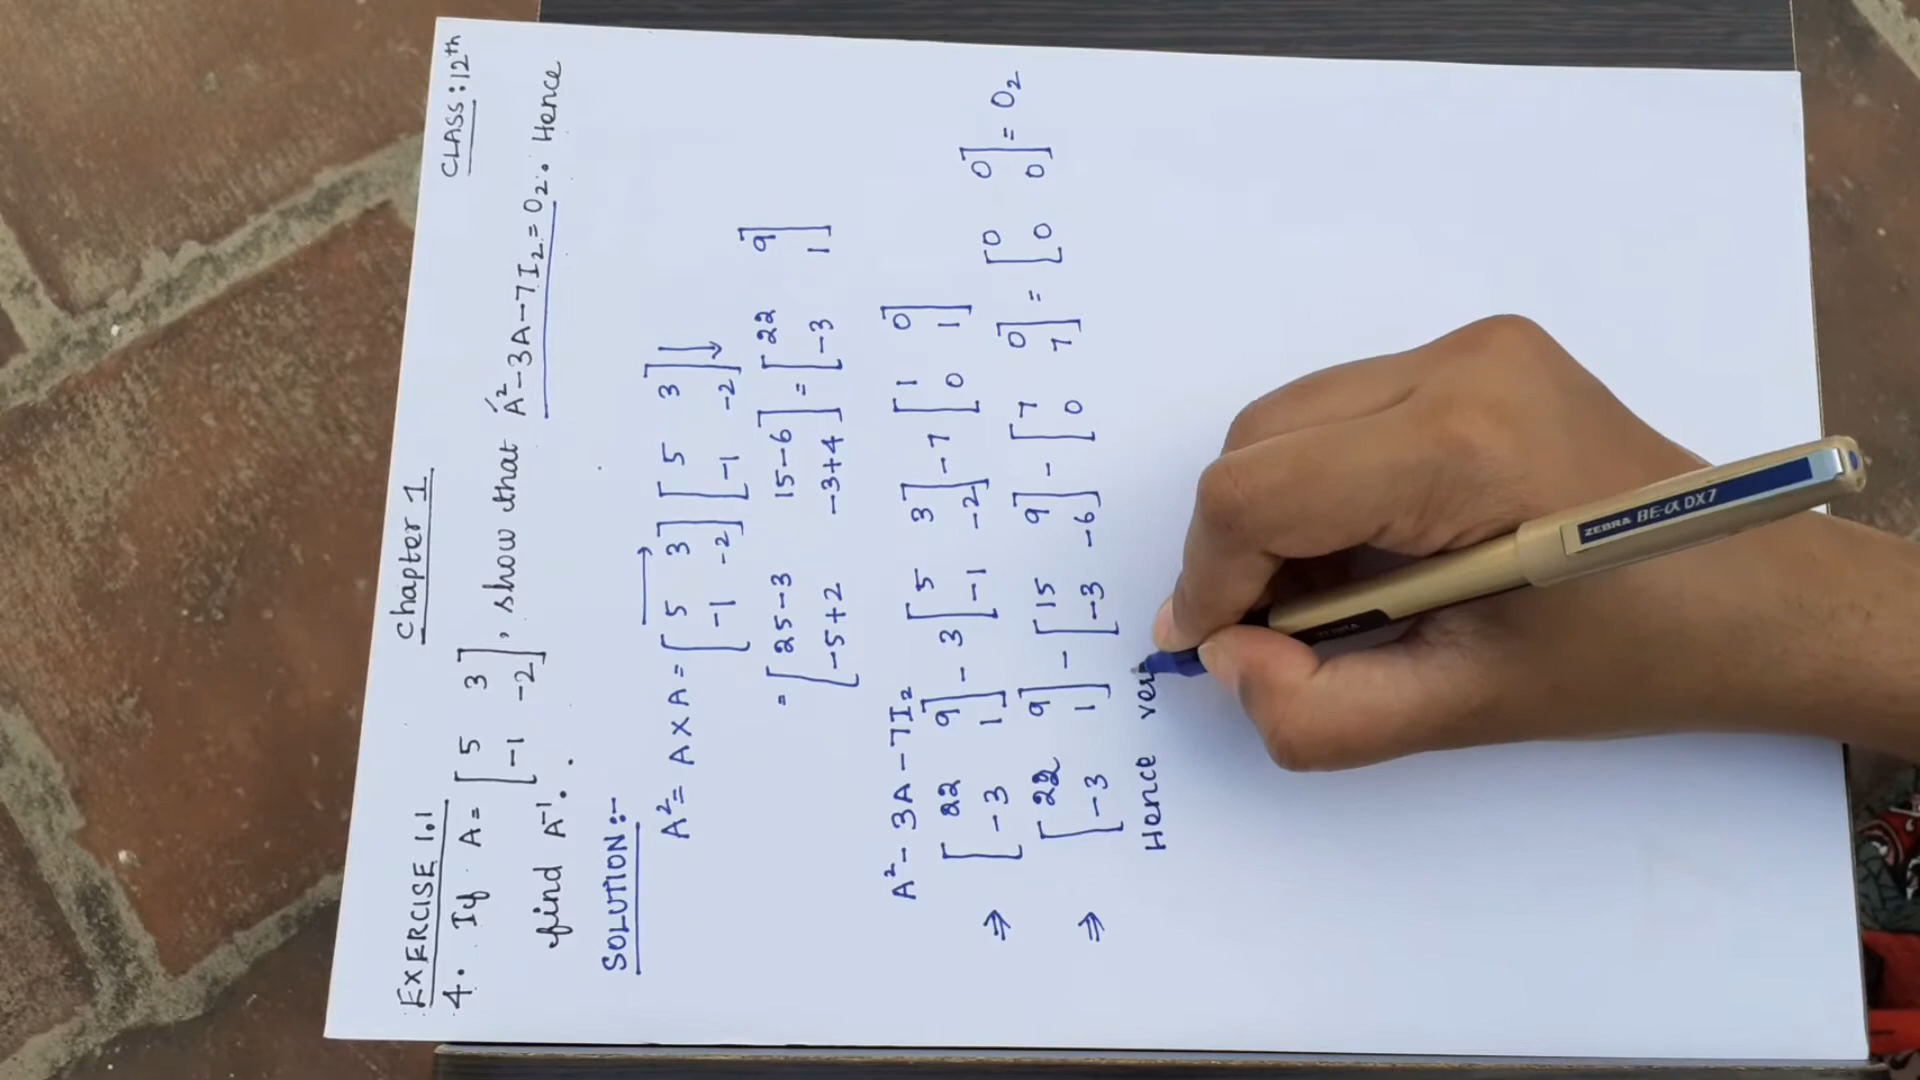 Chapter 1
CLASS: 12th
EXERCISE 1.1
4. If A = [5 3
-1 -2], show that A² - 3A - 7I₂ = O₂. Hence
find A⁻¹.
SOLUTION:-
A² = A × A = [5 3
-1 -2] [5 3
-1 -2]
= [25-3 15-6
-5+2 -3+4] = [22 9
-3 1]
A² - 3A - 7I₂
⇒ [22 9
-3 1] - 3 [5 3
-1 -2] - 7 [1 0
0 1]
⇒ [22 9
-3 1] - [15 9
-3 -6] - [7 0
0 7] = [0 0
0 0] = O₂
Hence ver
ZEBRA BE-α DX7